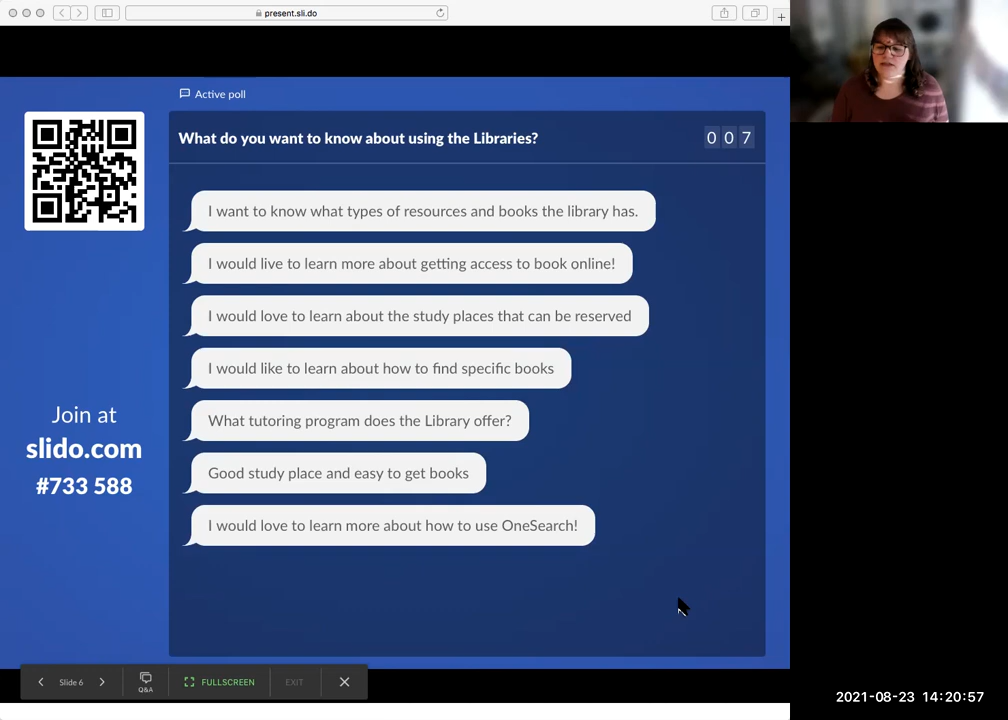 present.sli.do
Active poll
What do you want to know about using the Libraries?
007
I want to know what types of resources and books the library has.
I would live to learn more about getting access to book online!
I would love to learn about the study places that can be reserved
I would like to learn about how to find specific books
What tutoring program does the Library offer?
Good study place and easy to get books
I would love to learn more about how to use OneSearch!
Join at
slido.com
#733 588
Slide 6
Q&A
FULLSCREEN
EXIT
2021-08-23 14:20:57